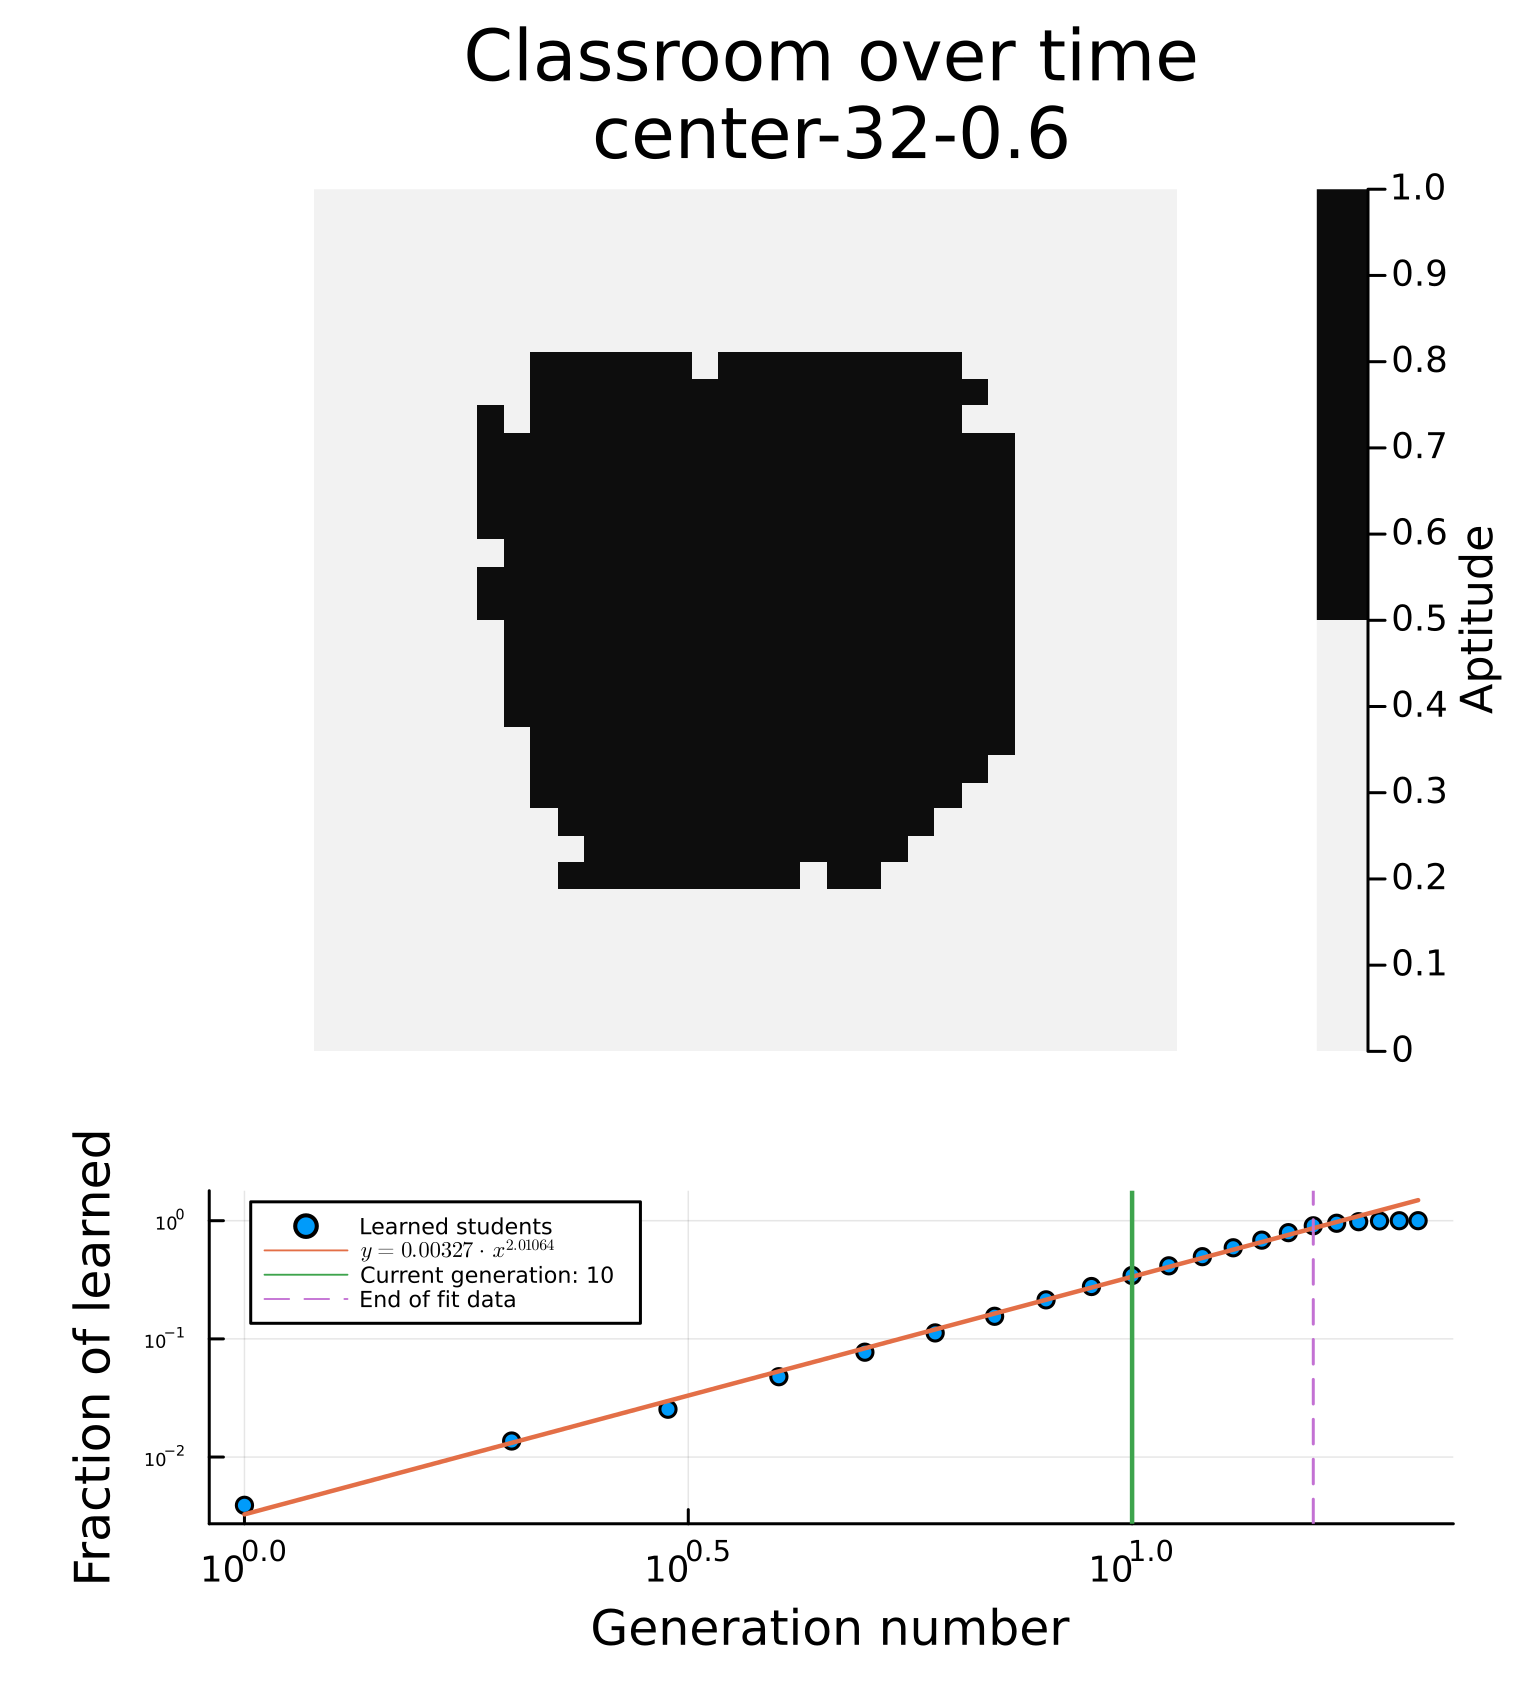 Classroom over time
center-32-0.6
1.0
0.9
0.8
0.7
0.6
0.5
0.4
0.3
0.2
0.1
0
Aptitude
Fraction of learned
10⁰
10⁻¹
10⁻²
Learned students
y = 0.00327 · x^2.01064
Current generation: 10
End of fit data
10^0.0
10^0.5
10^1.0
Generation number